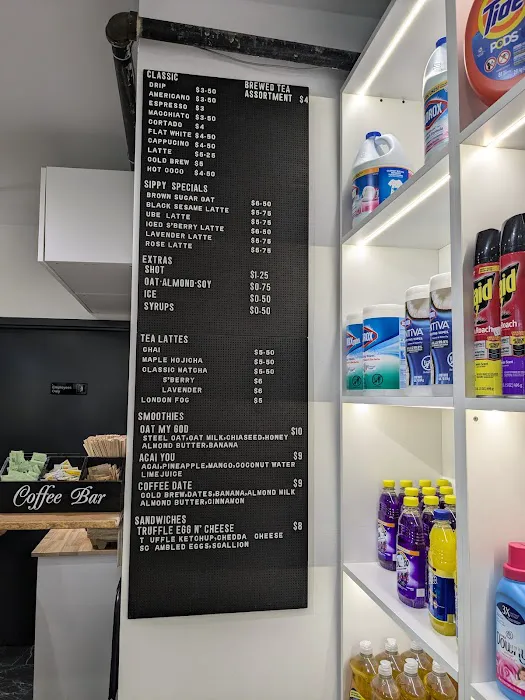 CLASSIC
DRIP $3-50
AMERICANO $3-50
ESPRESSO $3
MACCHIATO $3-50
CORTADO $4
FLAT WHITE $4-50
CAPPUCINO $4-50
LATTE $5-25
COLD BREW $5
HOT COCO $4-50
BREWED TEA
ASSORTMENT $4
SIPPY SPECIALS
BROWN SUGAR OAT $6-50
BLACK SESAME LATTE $5-75
UBE LATTE $5-75
ICED S'BERRY LATTE $6-50
LAVENDER LATTE $5-75
ROSE LATTE $5-75
EXTRAS
SHOT $1-25
OAT-ALMOND-SOY $0-75
ICE $0-50
SYRUPS $0-50
TEA LATTES
CHAI $5-50
MAPLE HOJICHA $5-50
CLASSIC MATCHA $5-50
S'BERRY $6
LAVENDER $6
LONDON FOG $5
SMOOTHIES
OAT MY GOD $10
STEEL OAT,OAT MILK,CHIASEED,HONEY
ALMOND BUTTER,BANANA
ACAI YOU $9
ACAI,PINEAPPLE,MANGO,COCONUT WATER
LIME JUICE
COFFEE DATE $9
COLD BREW,DATES,BANANA,ALMOND MILK
ALMOND BUTTER,CINNAMON
SANDWICHES
TRUFFLE EGG N' CHEESE $8
T UFFLE KETCHUP,CHEDDA CHEESE
SC AMBLED EGGS,SCALLION
Employees
Only
Coffee Bar
Tide
PODS
Raid
Roach
Downy